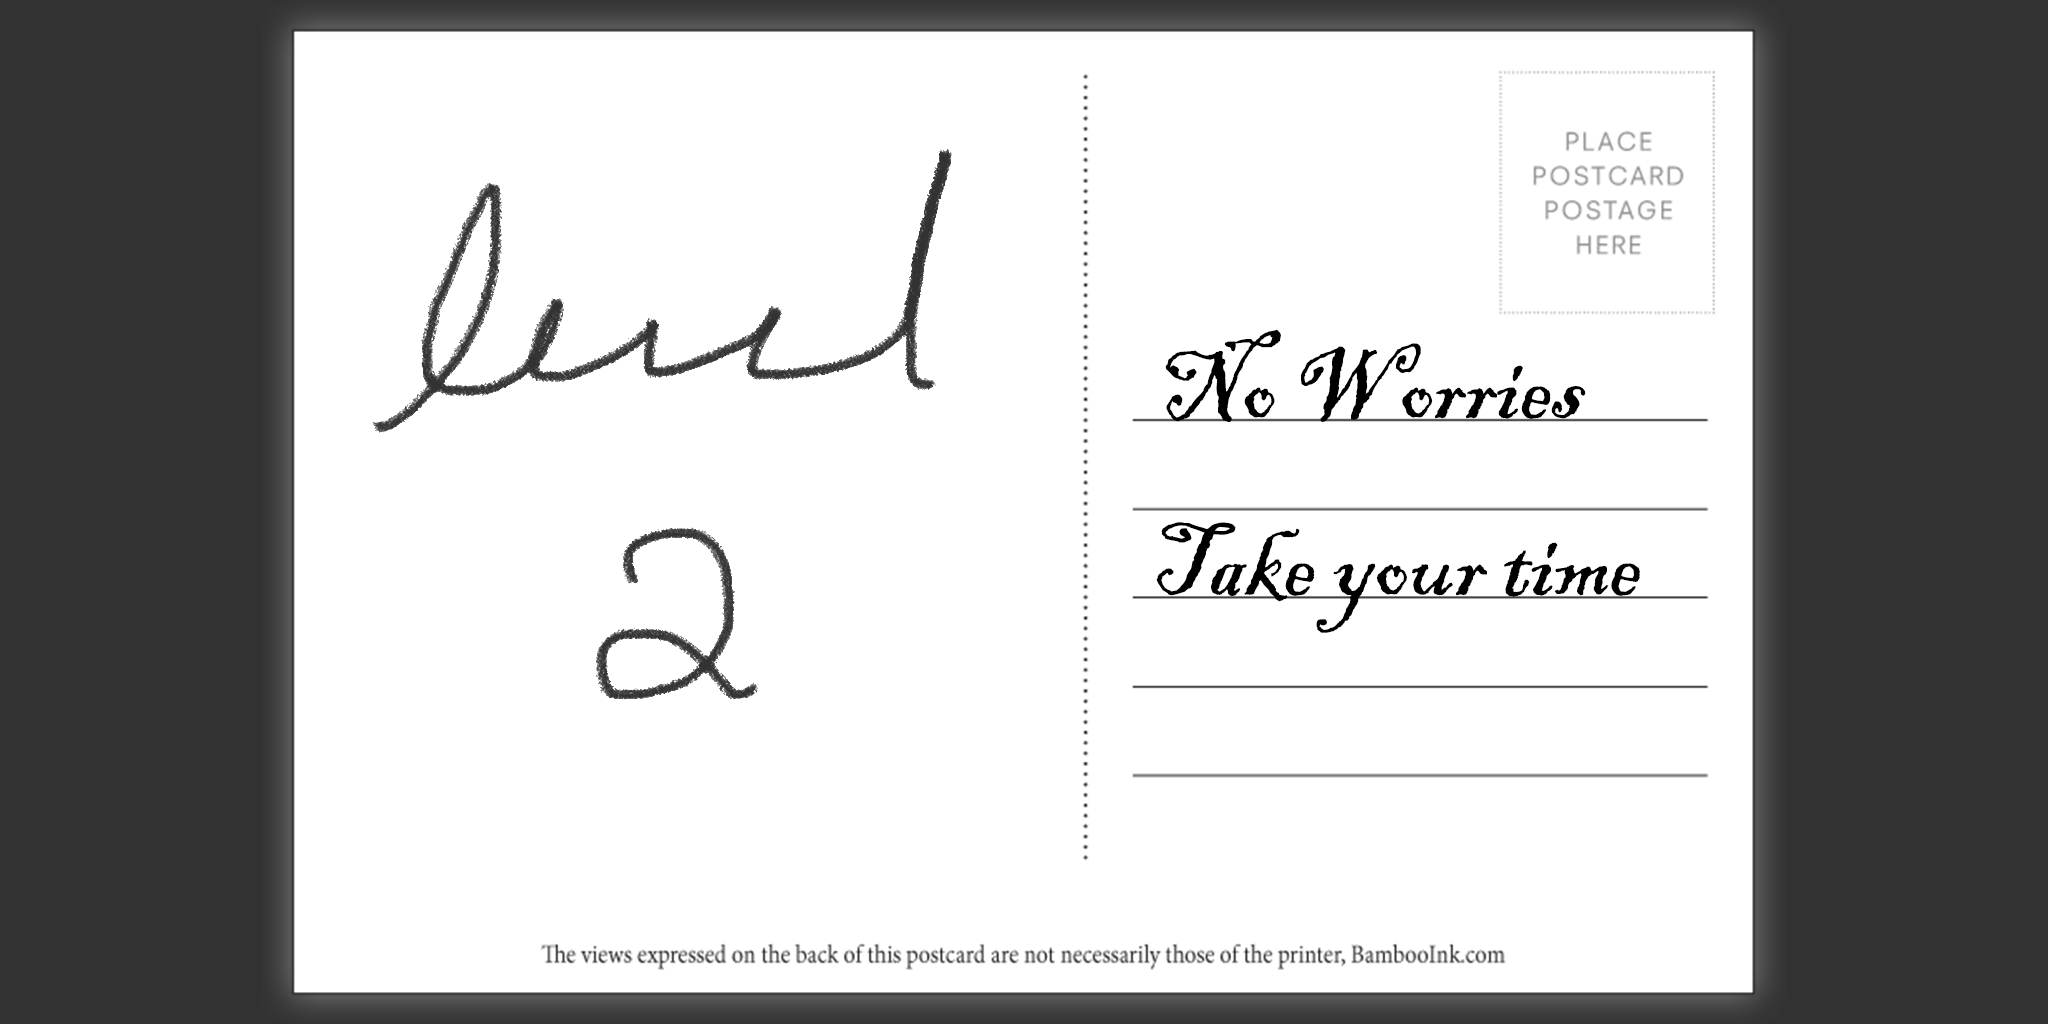 2
PLACE
POSTCARD
POSTAGE
HERE
No Worries
Take your time
The views expressed on the back of this postcard are not necessarily those of the printer, BambooInk.com